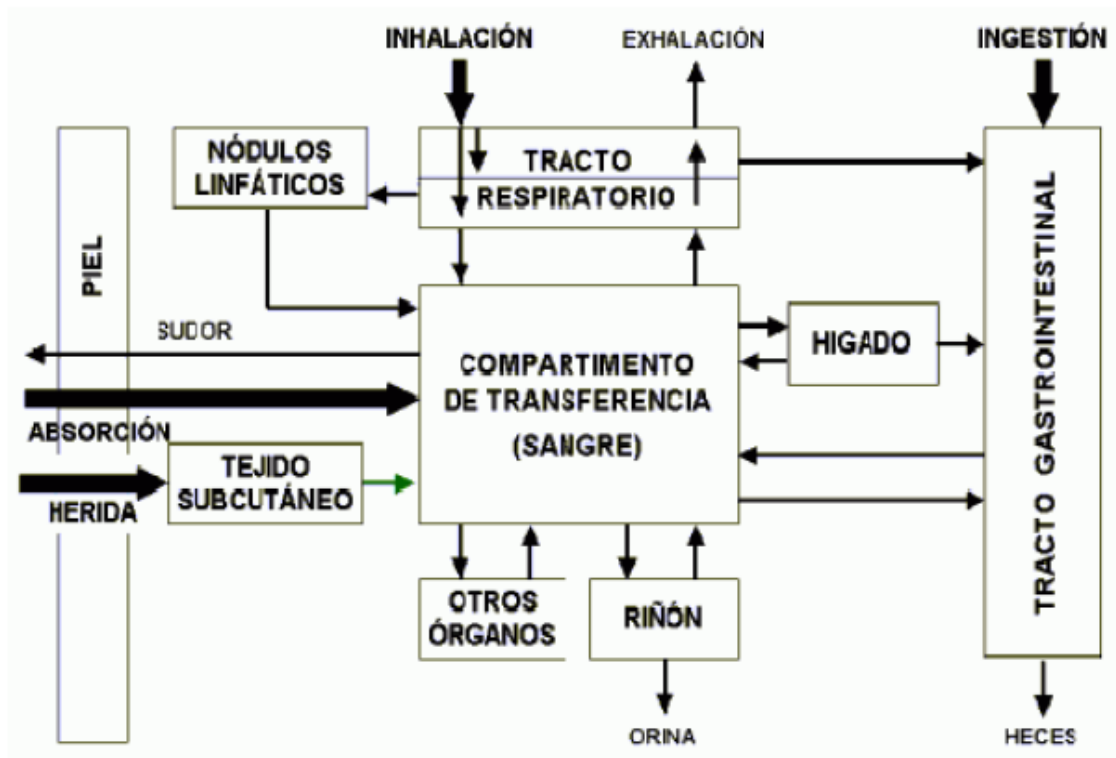 INHALACIÓN
EXHALACIÓN
INGESTIÓN
NÓDULOS
LINFÁTICOS
TRACTO
RESPIRATORIO
PIEL
SUDOR
COMPARTIMENTO
DE TRANSFERENCIA
(SANGRE)
HIGADO
TRACTO GASTROINTESTINAL
ABSORCIÓN
TEJIDO
SUBCUTÁNEO
HERIDA
OTROS
ÓRGANOS
RIÑÓN
ORINA
HECES